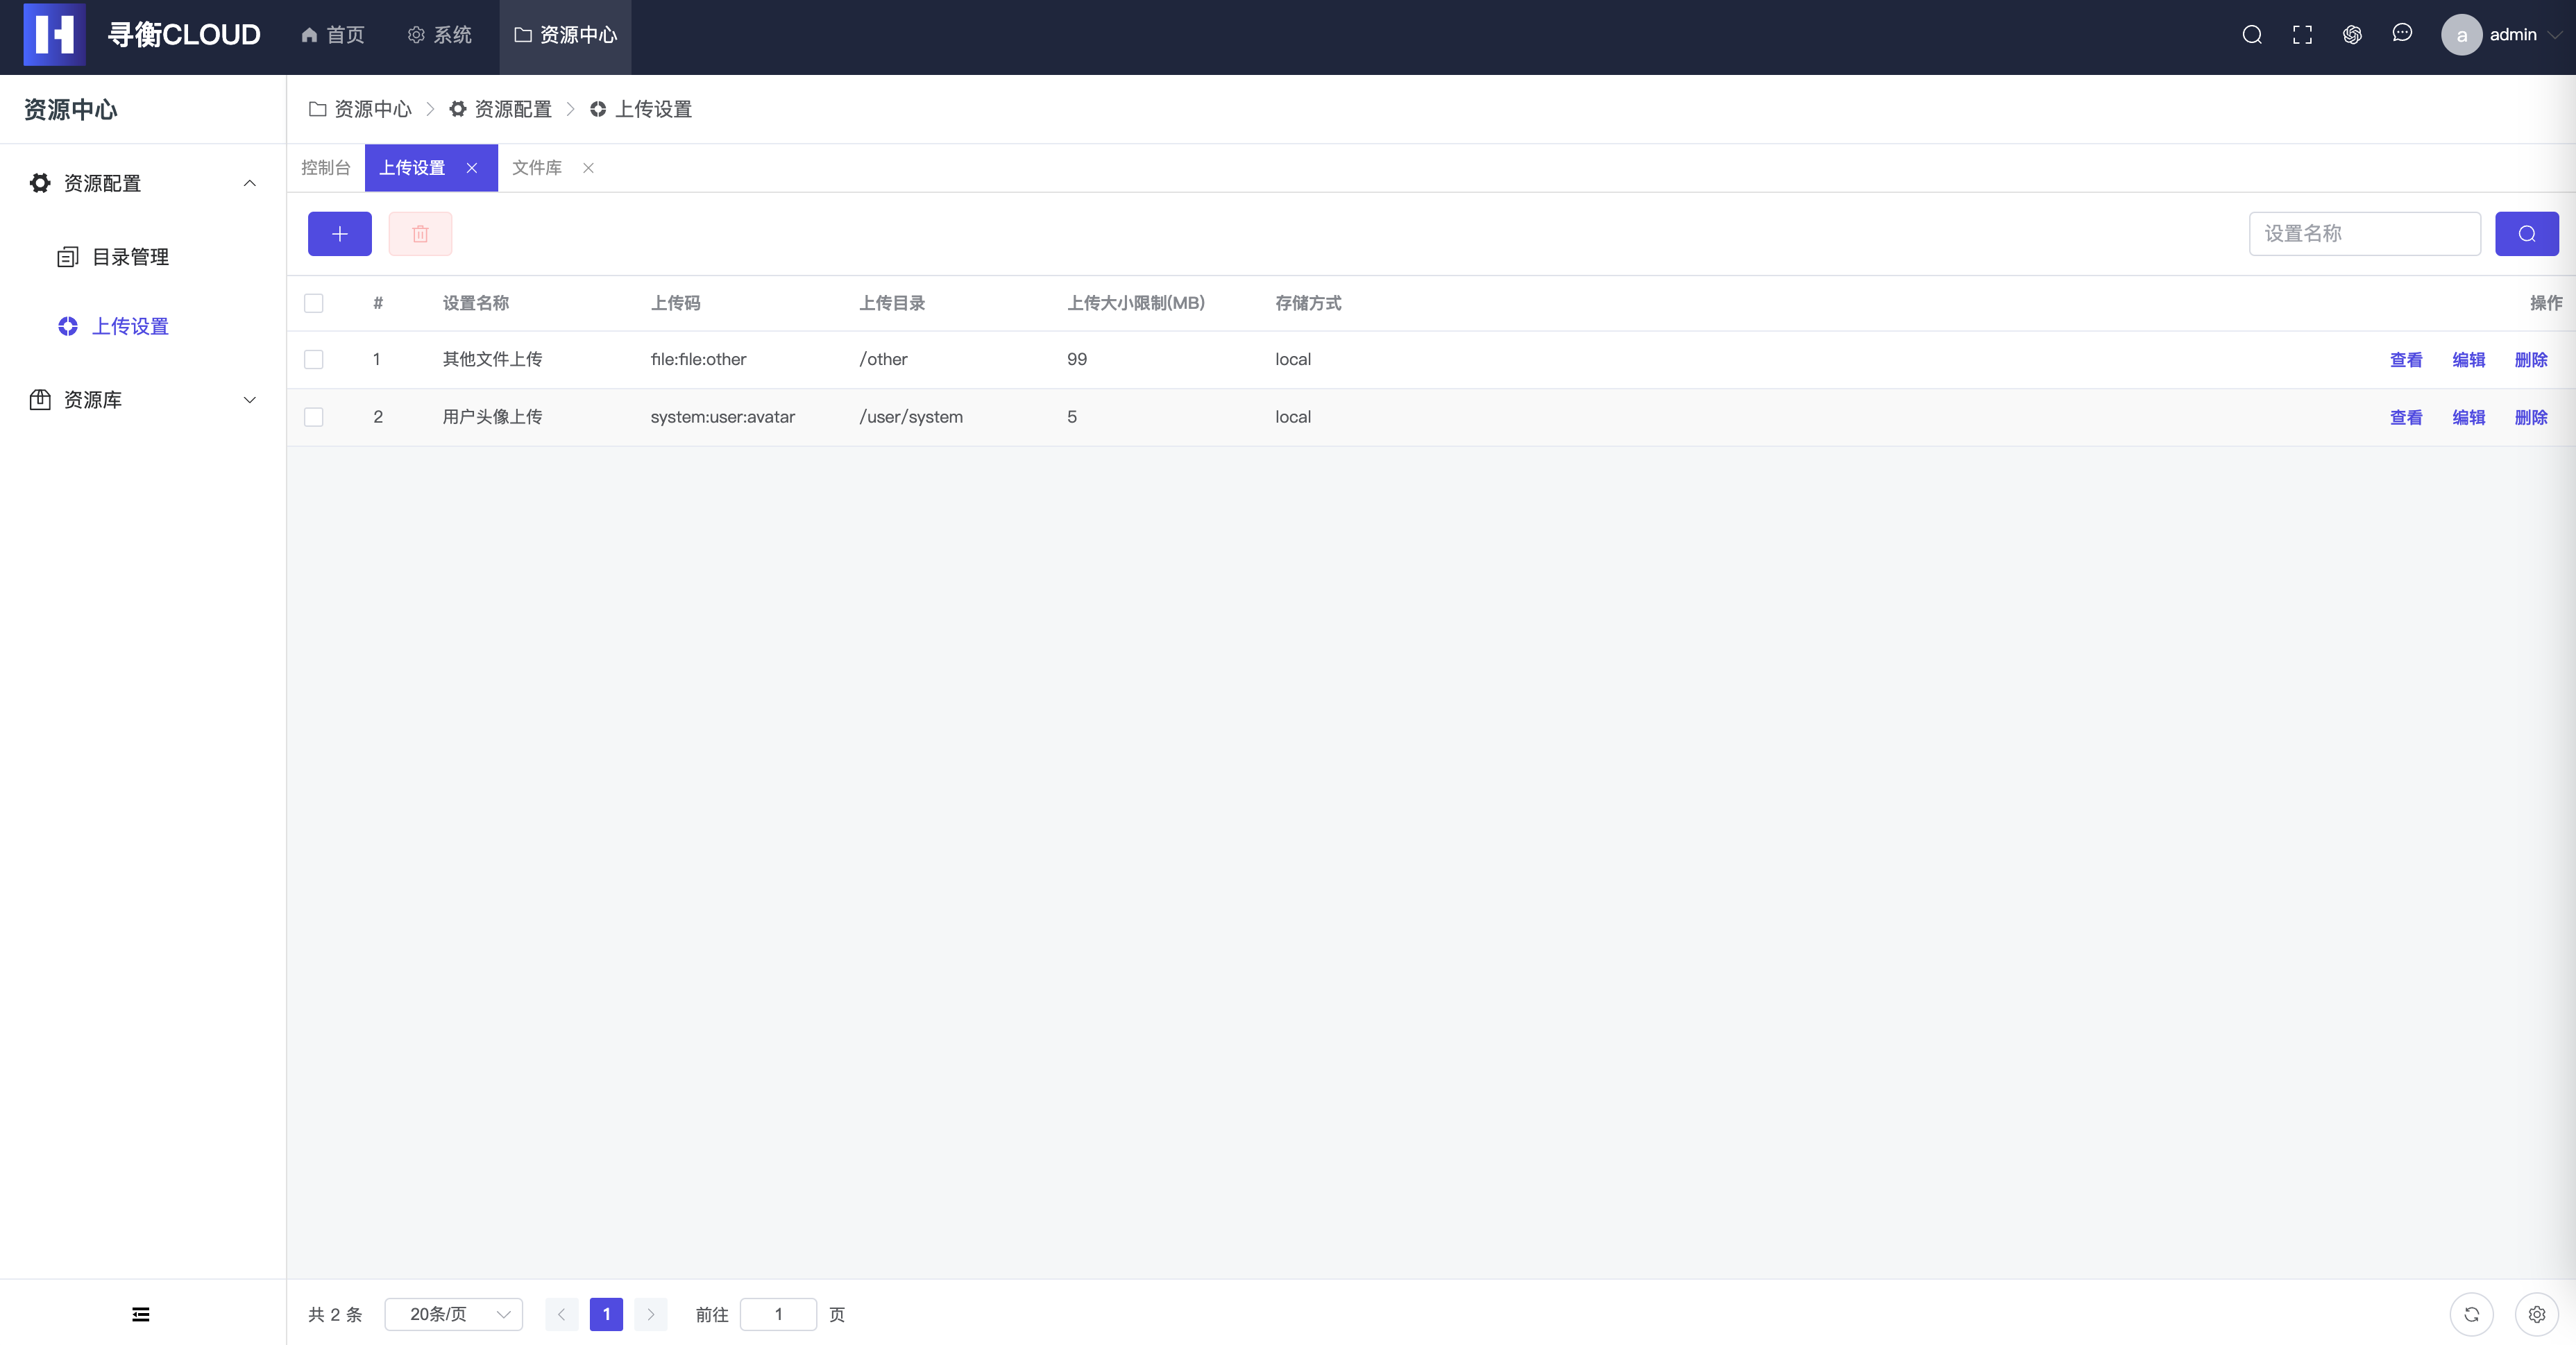 寻衡CLOUD 首页 系统 资源中心 a admin
资源中心
资源中心 资源配置 上传设置
控制台 上传设置 文件库
资源配置
目录管理
上传设置
资源库
设置名称
# 设置名称 上传码 上传目录 上传大小限制(MB) 存储方式 操作
1 其他文件上传 file:file:other /other 99 local 查看 编辑 删除
2 用户头像上传 system:user:avatar /user/system 5 local 查看 编辑 删除
共 2 条 20条/页 1 前往 1 页